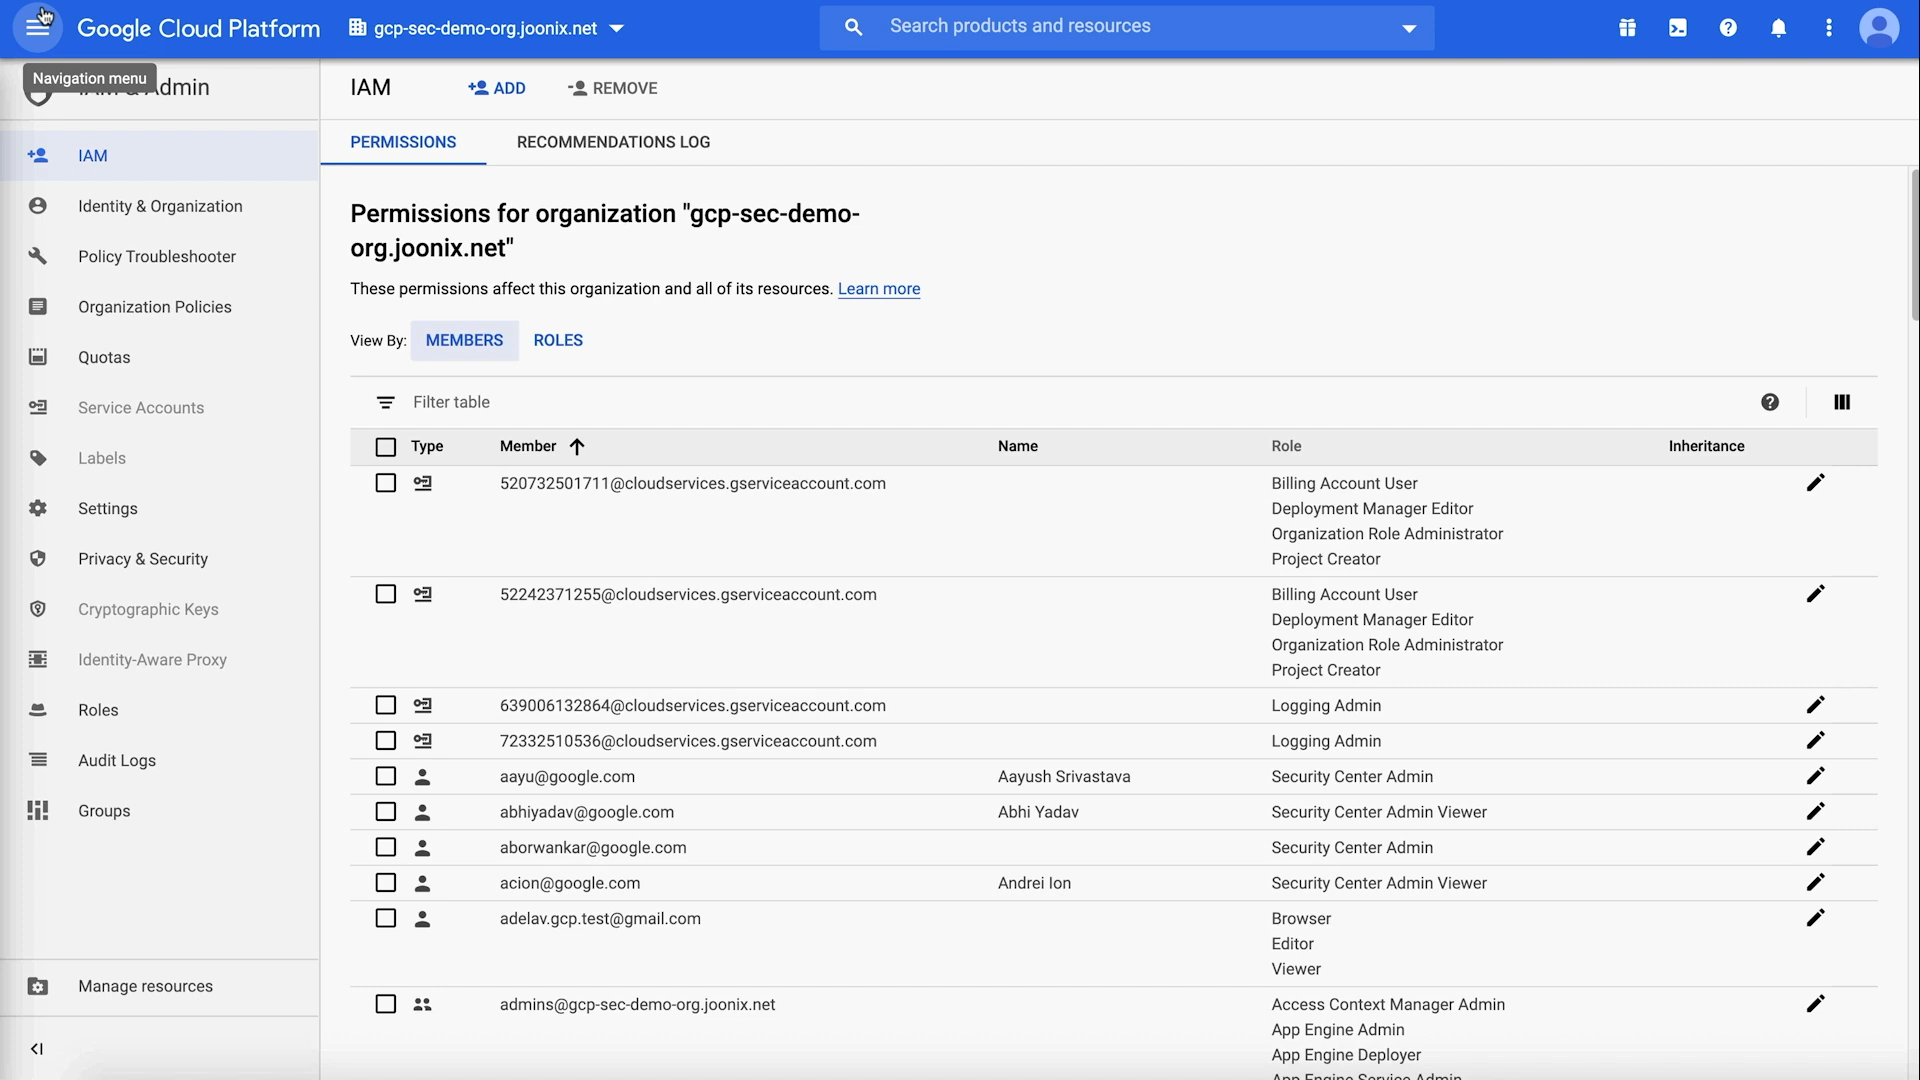 Google Cloud Platform
gcp-sec-demo-org.joonix.net
Search products and resources
Navigation menu
IAM & Admin
IAM
Identity & Organization
Policy Troubleshooter
Organization Policies
Quotas
Service Accounts
Labels
Settings
Privacy & Security
Cryptographic Keys
Identity-Aware Proxy
Roles
Audit Logs
Groups
Manage resources
IAM
ADD
REMOVE
PERMISSIONS
RECOMMENDATIONS LOG
Permissions for organization "gcp-sec-demo-
org.joonix.net"
These permissions affect this organization and all of its resources. Learn more
View By: MEMBERS ROLES
Filter table
Type Member Name Role Inheritance
520732501711@cloudservices.gserviceaccount.com Billing Account User
Deployment Manager Editor
Organization Role Administrator
Project Creator
52242371255@cloudservices.gserviceaccount.com Billing Account User
Deployment Manager Editor
Organization Role Administrator
Project Creator
639006132864@cloudservices.gserviceaccount.com Logging Admin
72332510536@cloudservices.gserviceaccount.com Logging Admin
aayu@google.com Aayush Srivastava Security Center Admin
abhiyadav@google.com Abhi Yadav Security Center Admin Viewer
aborwankar@google.com Security Center Admin
acion@google.com Andrei Ion Security Center Admin Viewer
adelav.gcp.test@gmail.com Browser
Editor
Viewer
admins@gcp-sec-demo-org.joonix.net Access Context Manager Admin
App Engine Admin
App Engine Deployer
App Engine Service Admin